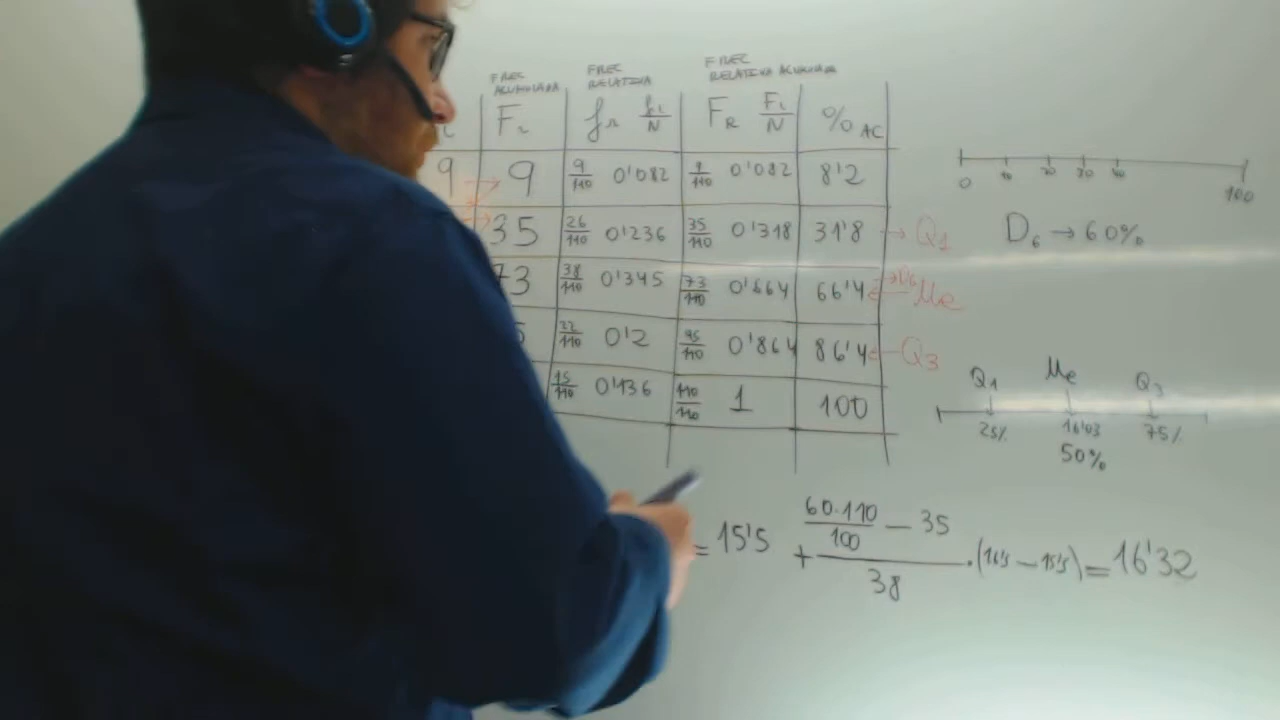 FREC ACUMULADA FREC RELATIVA FREC RELATIVA ACUMULADA
Fᵢ fᵣ fᵢ/N F_R Fᵢ/N % AC
9 → 9 9/110 0'082 9/110 0'082 8'2
35 26/110 0'236 35/110 0'318 31'8 → Q₁
73 38/110 0'345 73/110 0'664 66'4 → D₆ ← Me
5 22/110 0'2 95/110 0'864 86'4 ← Q₃
15/110 0'136 110/110 1 100
0 10 20 30 40 100
D₆ → 60%
Q₁ Me Q₃
25% 16'03 75%
50%
= 15'5 + (60·110/100 − 35)/38 · (16'5 − 15'5) = 16'32